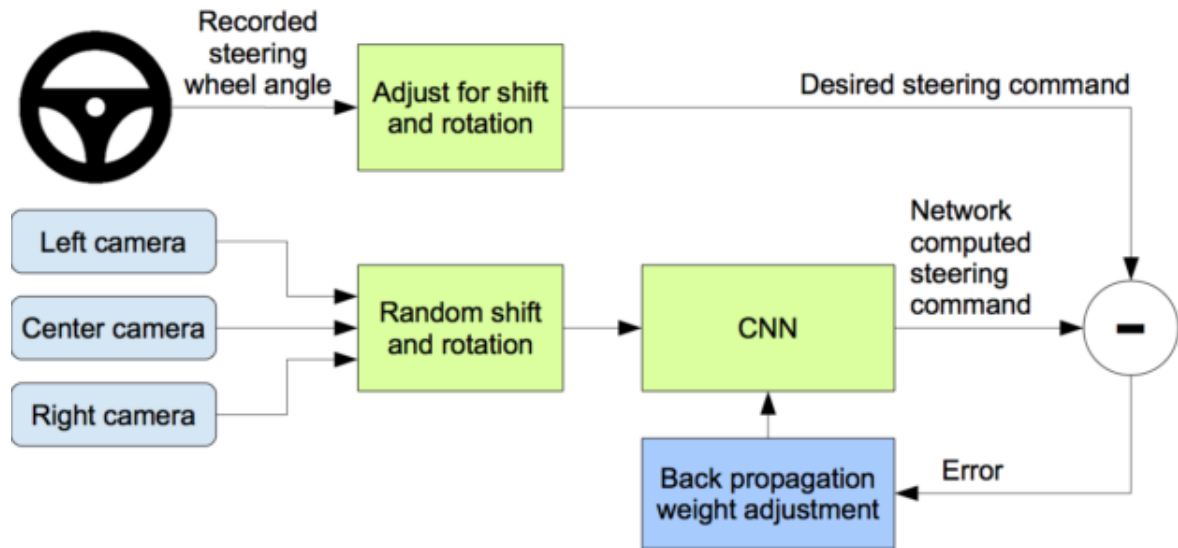 Recorded
steering
wheel angle
Adjust for shift
and rotation
Desired steering command
Left camera
Center camera
Right camera
Random shift
and rotation
CNN
Network
computed
steering
command
-
Back propagation
weight adjustment
Error